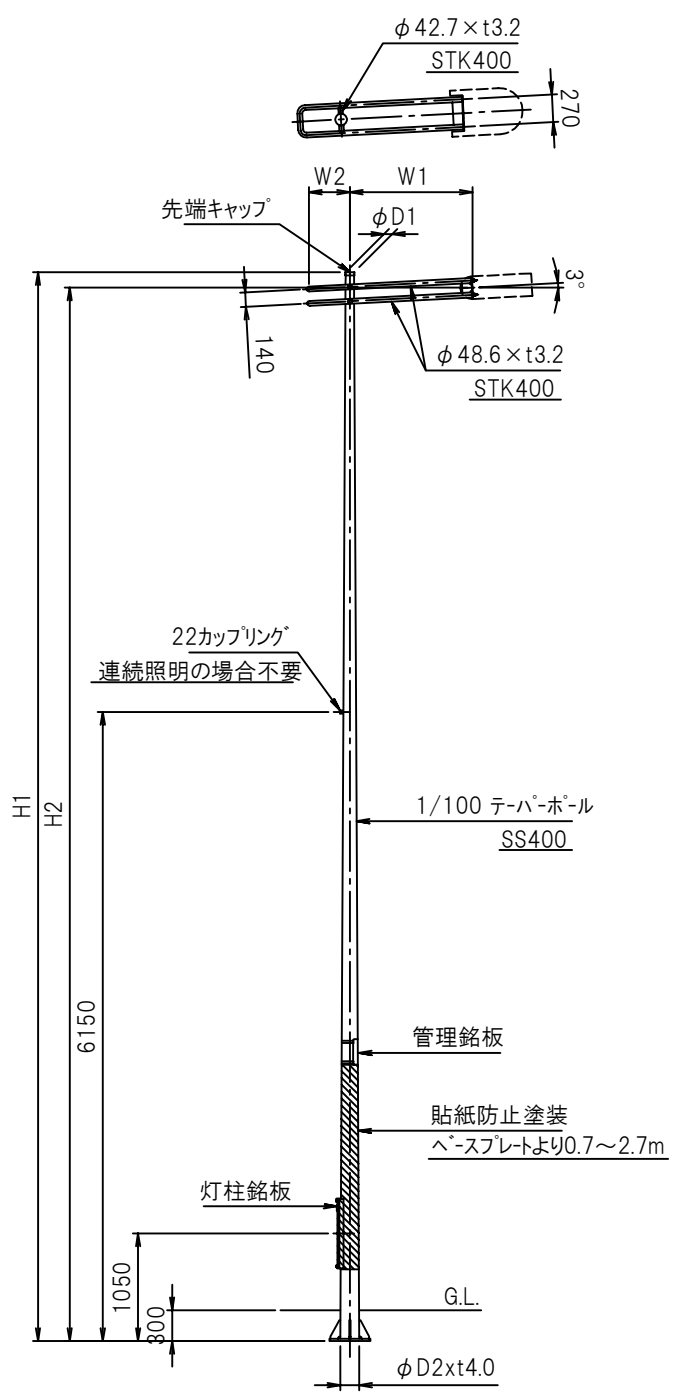 φ42.7×t3.2
STK400
270
W2
W1
先端キャップ
φD1
3°
140
φ48.6×t3.2
STK400
22カップリング
連続照明の場合不要
H1
H2
1/100 テーパーポール
SS400
6150
管理銘板
貼紙防止塗装
ベースプレートより0.7～2.7m
灯柱銘板
1050
300
G.L.
φD2xt4.0